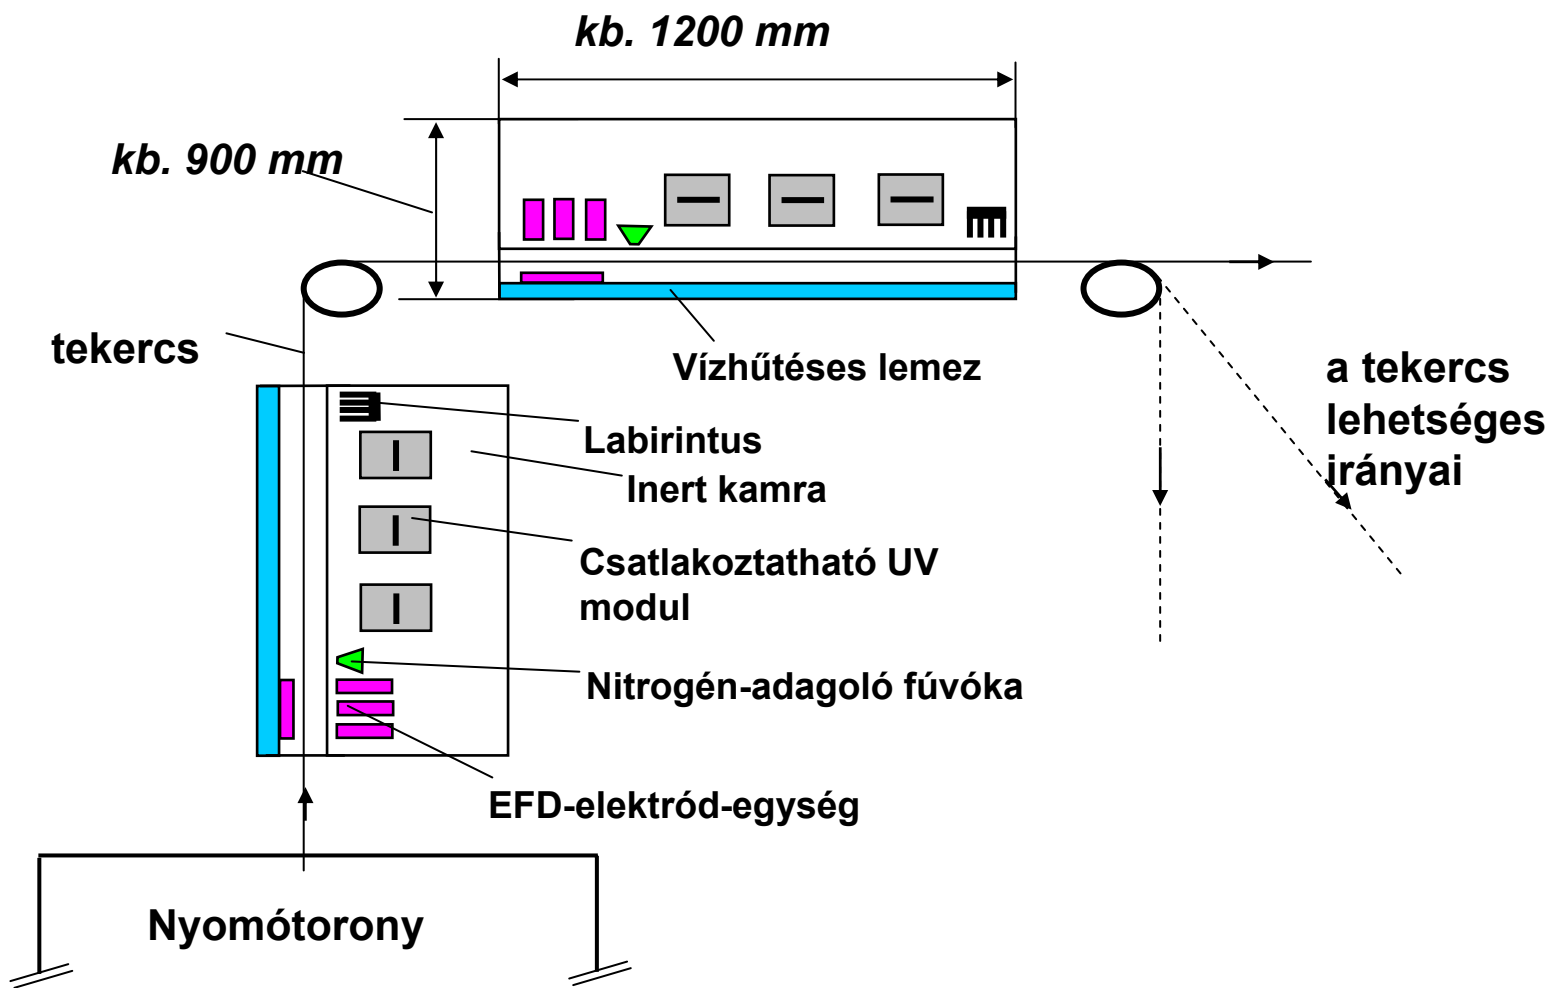 kb. 1200 mm
kb. 900 mm
tekercs
Vízhűtéses lemez
a tekercs
lehetséges
irányai
Labirintus
Inert kamra
Csatlakoztatható UV
modul
Nitrogén-adagoló fúvóka
EFD-elektród-egység
Nyomótorony